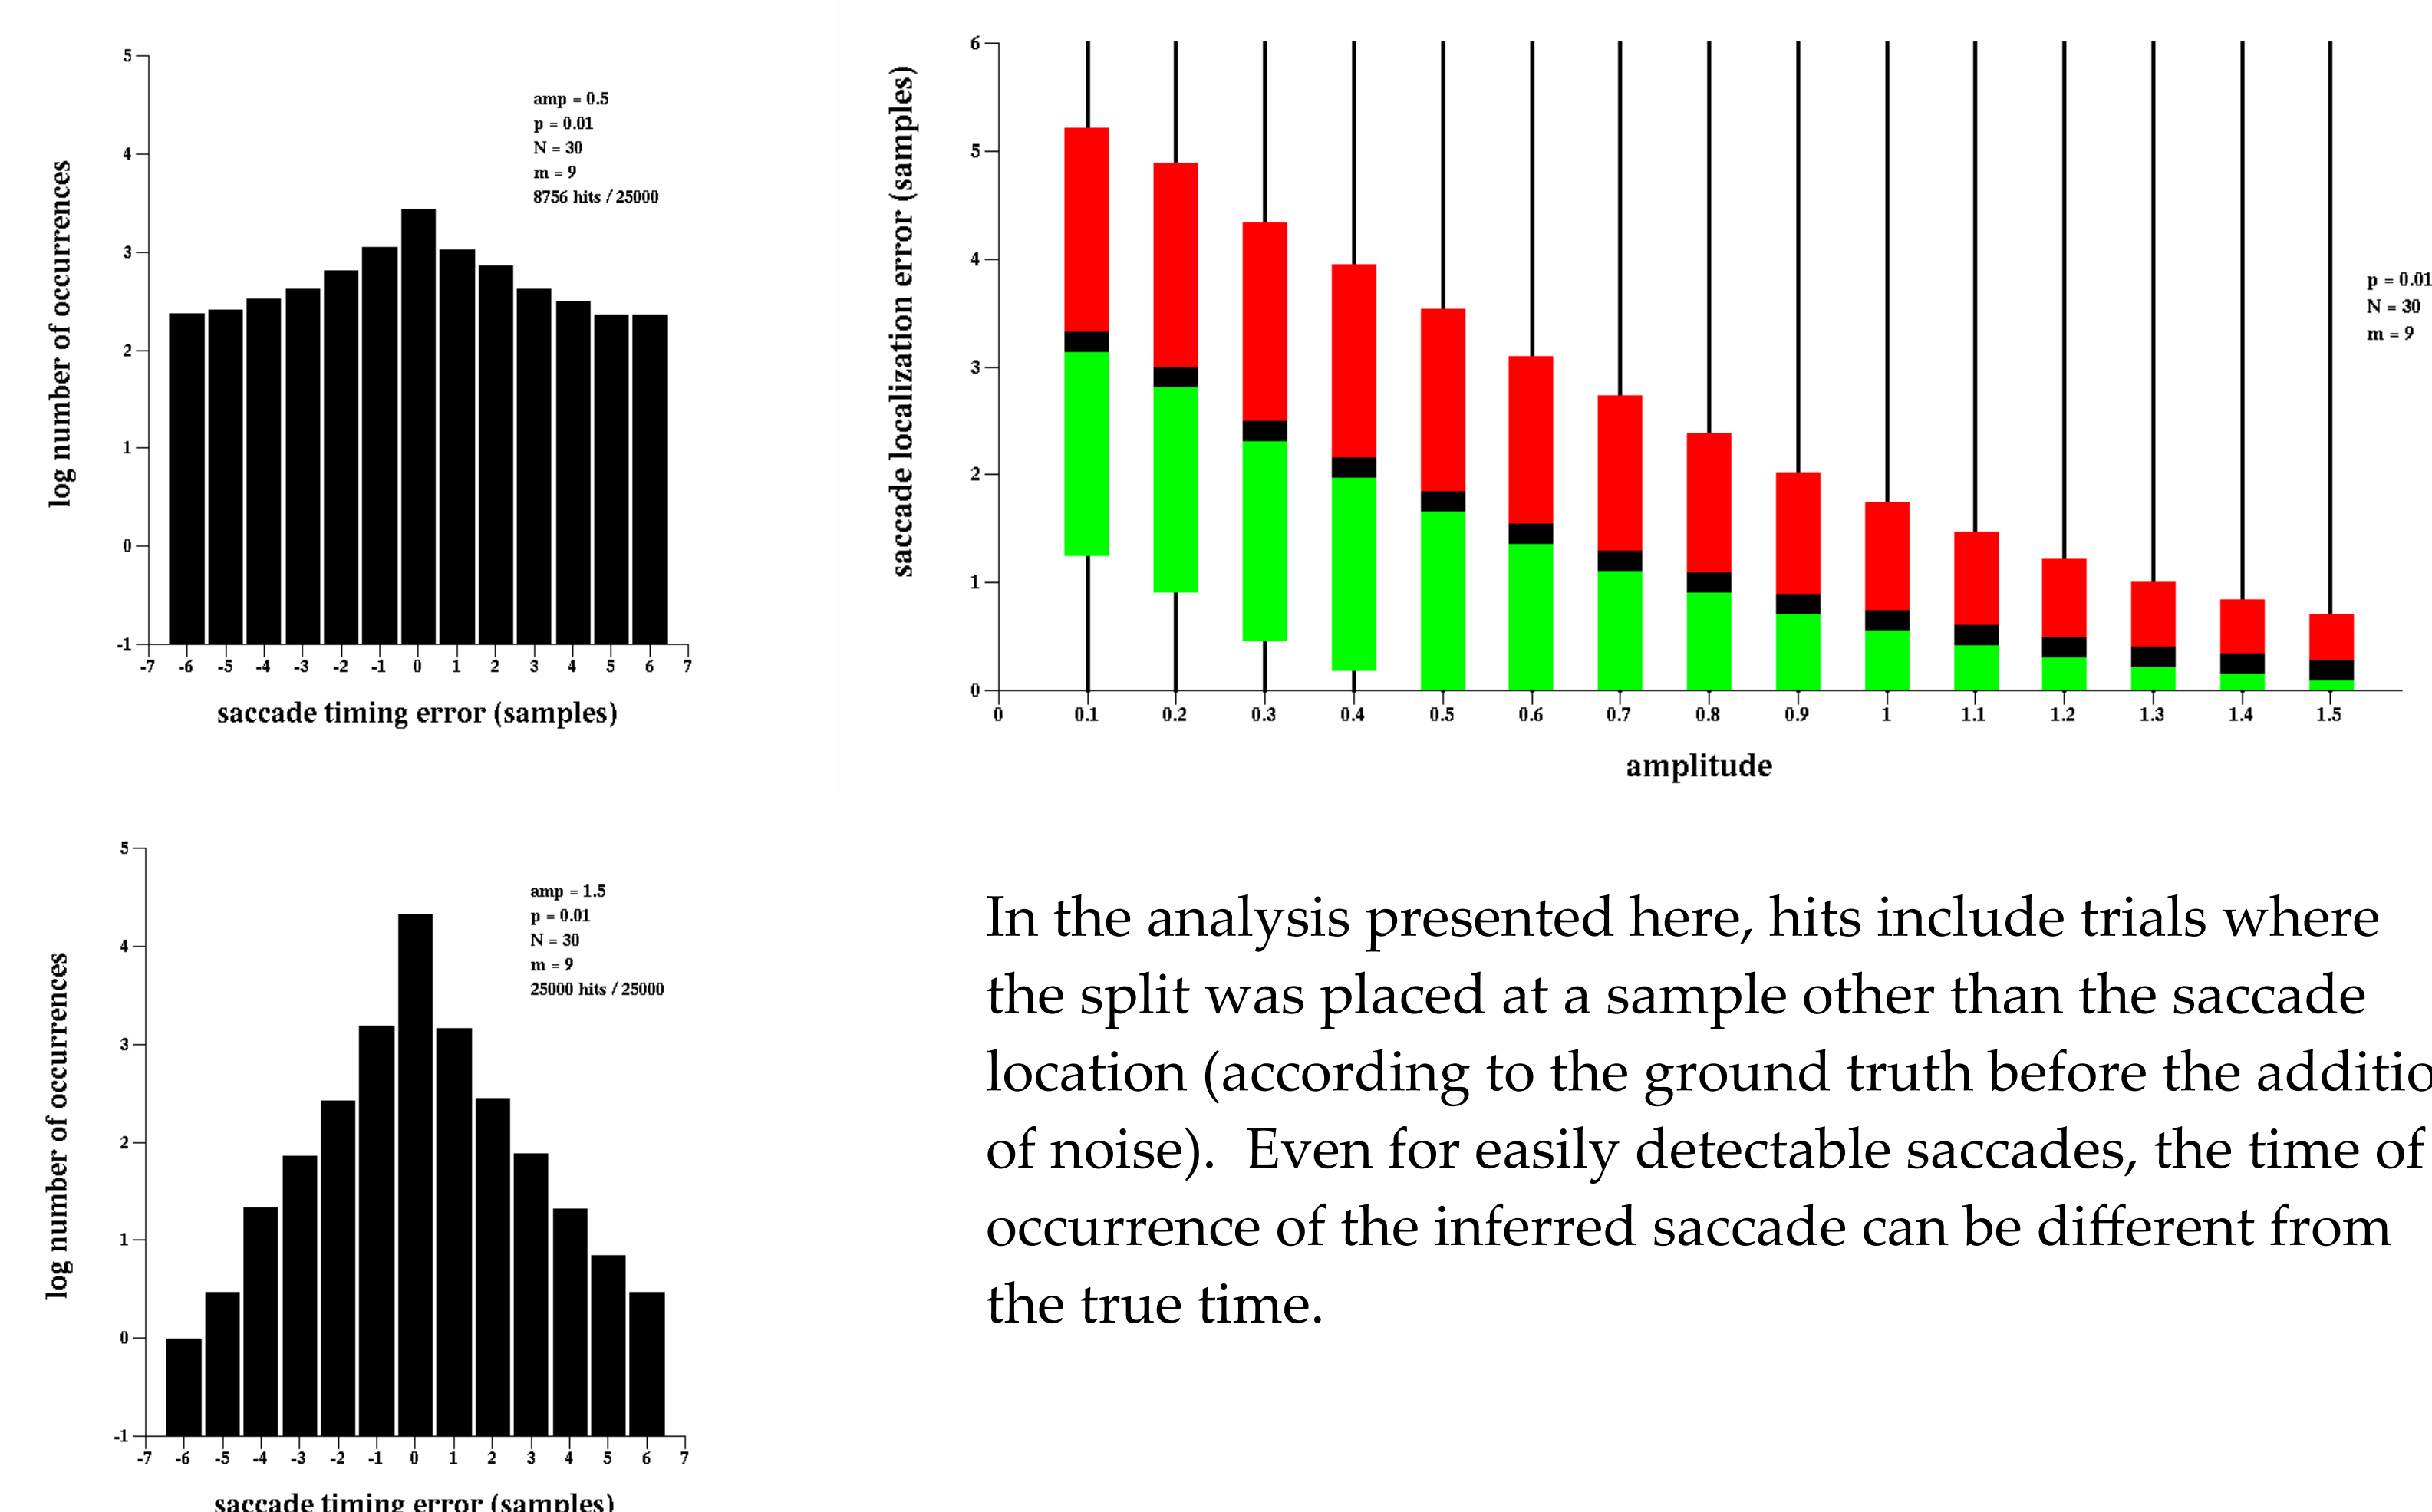 5
4
3
2
1
0
-1
log number of occurrences
amp = 0.5
p = 0.01
N = 30
m = 9
8756 hits / 25000
-7 -6 -5 -4 -3 -2 -1 0 1 2 3 4 5 6 7
saccade timing error (samples)
6
5
4
3
2
1
0
saccade localization error (samples)
p = 0.01
N = 30
m = 9
0 0.1 0.2 0.3 0.4 0.5 0.6 0.7 0.8 0.9 1 1.1 1.2 1.3 1.4 1.5
amplitude
5
4
3
2
1
0
-1
log number of occurrences
amp = 1.5
p = 0.01
N = 30
m = 9
25000 hits / 25000
-7 -6 -5 -4 -3 -2 -1 0 1 2 3 4 5 6 7
saccade timing error (samples)
In the analysis presented here, hits include trials where
the split was placed at a sample other than the saccade
location (according to the ground truth before the additio
of noise).  Even for easily detectable saccades, the time of
occurrence of the inferred saccade can be different from
the true time.